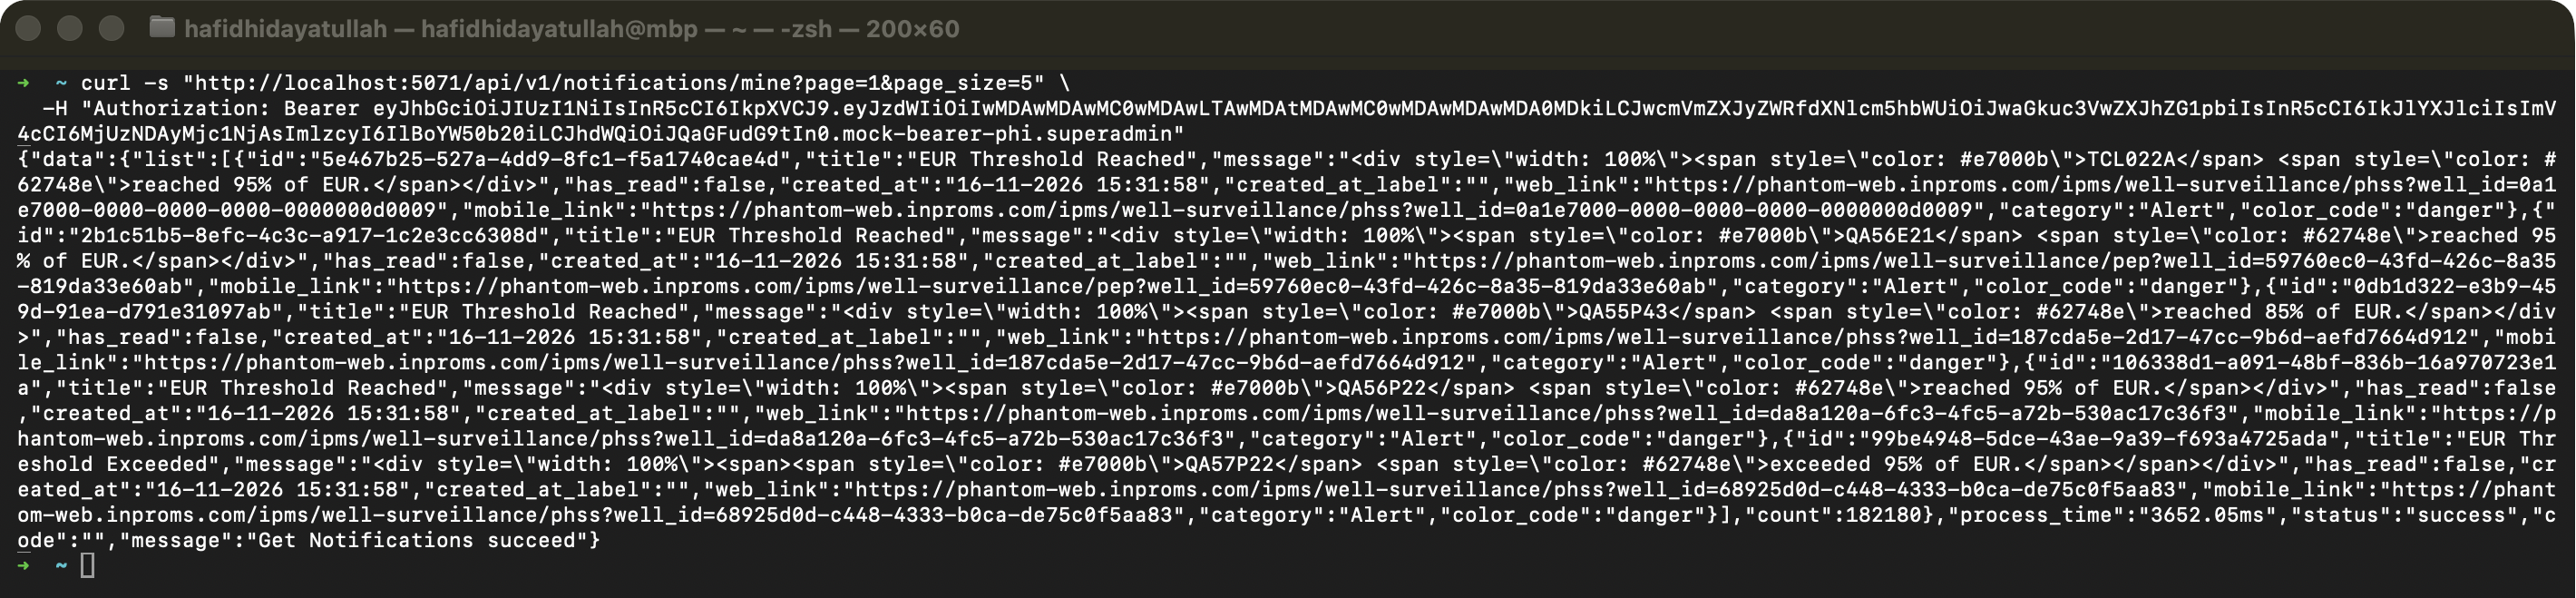 hafidhidayatullah — hafidhidayatullah@mbp — ~ — -zsh — 200×60
➜  ~ curl -s "http://localhost:5071/api/v1/notifications/mine?page=1&page_size=5" \
  -H "Authorization: Bearer eyJhbGciOiJIUzI1NiIsInR5cCI6IkpXVCJ9.eyJzdWIiOiIwMDAwMDAwMC0wMDAwLTAwMDAtMDAwMC0wMDAwMDAwMDA0MDkiLCJwcmVmZXJyZWRfdXNlcm5hbWUiOiJwaGkuc3VwZXJhZG1pbiIsInR5cCI6IkJlYXJlciIsImV
4cCI6MjUzNDAyMjc1NjAsImlzcyI6IlBoYW50b20iLCJhdWQiOiJQaGFudG9tIn0.mock-bearer-phi.superadmin"
{"data":{"list":[{"id":"5e467b25-527a-4dd9-8fc1-f5a1740cae4d","title":"EUR Threshold Reached","message":"<div style=\"width: 100%\"><span style=\"color: #e7000b\">TCL022A</span> <span style=\"color: #
62748e\">reached 95% of EUR.</span></div>","has_read":false,"created_at":"16-11-2026 15:31:58","created_at_label":"","web_link":"https://phantom-web.inproms.com/ipms/well-surveillance/phss?well_id=0a1
e7000-0000-0000-0000-0000000d0009","mobile_link":"https://phantom-web.inproms.com/ipms/well-surveillance/phss?well_id=0a1e7000-0000-0000-0000-0000000d0009","category":"Alert","color_code":"danger"},{"
id":"2b1c51b5-8efc-4c3c-a917-1c2e3cc6308d","title":"EUR Threshold Reached","message":"<div style=\"width: 100%\"><span style=\"color: #e7000b\">QA56E21</span> <span style=\"color: #62748e\">reached 95
% of EUR.</span></div>","has_read":false,"created_at":"16-11-2026 15:31:58","created_at_label":"","web_link":"https://phantom-web.inproms.com/ipms/well-surveillance/pep?well_id=59760ec0-43fd-426c-8a35
-819da33e60ab","mobile_link":"https://phantom-web.inproms.com/ipms/well-surveillance/pep?well_id=59760ec0-43fd-426c-8a35-819da33e60ab","category":"Alert","color_code":"danger"},{"id":"0db1d322-e3b9-45
9d-91ea-d791e31097ab","title":"EUR Threshold Reached","message":"<div style=\"width: 100%\"><span style=\"color: #e7000b\">QA55P43</span> <span style=\"color: #62748e\">reached 85% of EUR.</span></div
>","has_read":false,"created_at":"16-11-2026 15:31:58","created_at_label":"","web_link":"https://phantom-web.inproms.com/ipms/well-surveillance/phss?well_id=187cda5e-2d17-47cc-9b6d-aefd7664d912","mobi
le_link":"https://phantom-web.inproms.com/ipms/well-surveillance/phss?well_id=187cda5e-2d17-47cc-9b6d-aefd7664d912","category":"Alert","color_code":"danger"},{"id":"106338d1-a091-48bf-836b-16a970723e1
a","title":"EUR Threshold Reached","message":"<div style=\"width: 100%\"><span style=\"color: #e7000b\">QA56P22</span> <span style=\"color: #62748e\">reached 95% of EUR.</span></div>","has_read":false
,"created_at":"16-11-2026 15:31:58","created_at_label":"","web_link":"https://phantom-web.inproms.com/ipms/well-surveillance/phss?well_id=da8a120a-6fc3-4fc5-a72b-530ac17c36f3","mobile_link":"https://p
hantom-web.inproms.com/ipms/well-surveillance/phss?well_id=da8a120a-6fc3-4fc5-a72b-530ac17c36f3","category":"Alert","color_code":"danger"},{"id":"99be4948-5dce-43ae-9a39-f693a4725ada","title":"EUR Thr
eshold Exceeded","message":"<div style=\"width: 100%\"><span><span style=\"color: #e7000b\">QA57P22</span> <span style=\"color: #62748e\">exceeded 95% of EUR.</span></span></div>","has_read":false,"cr
eated_at":"16-11-2026 15:31:58","created_at_label":"","web_link":"https://phantom-web.inproms.com/ipms/well-surveillance/phss?well_id=68925d0d-c448-4333-b0ca-de75c0f5aa83","mobile_link":"https://phant
om-web.inproms.com/ipms/well-surveillance/phss?well_id=68925d0d-c448-4333-b0ca-de75c0f5aa83","category":"Alert","color_code":"danger"}],"count":182180},"process_time":"3652.05ms","status":"success","c
ode":"","message":"Get Notifications succeed"}
➜  ~